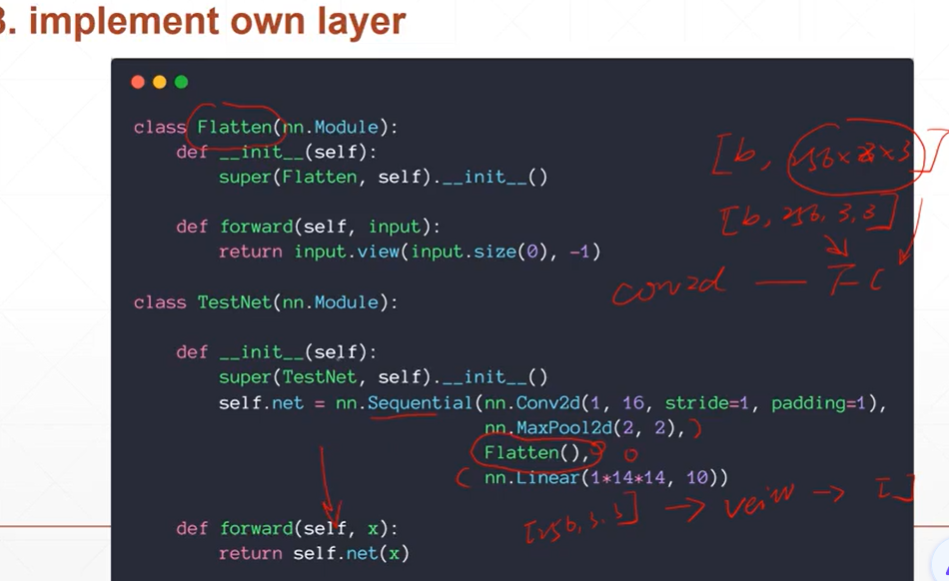 3. implement own layer
class Flatten(nn.Module):
def __init__(self):
super(Flatten, self).__init__()
def forward(self, input):
return input.view(input.size(0), -1)
[b, 256×3×3]
[b, 256, 3, 3]
conv2d — FC
class TestNet(nn.Module):
def __init__(self):
super(TestNet, self).__init__()
self.net = nn.Sequential(nn.Conv2d(1, 16, stride=1, padding=1),
nn.MaxPool2d(2, 2),
Flatten(),
nn.Linear(1*14*14, 10))
[256, 3, 3] → veiw → [ ]
def forward(self, x):
return self.net(x)